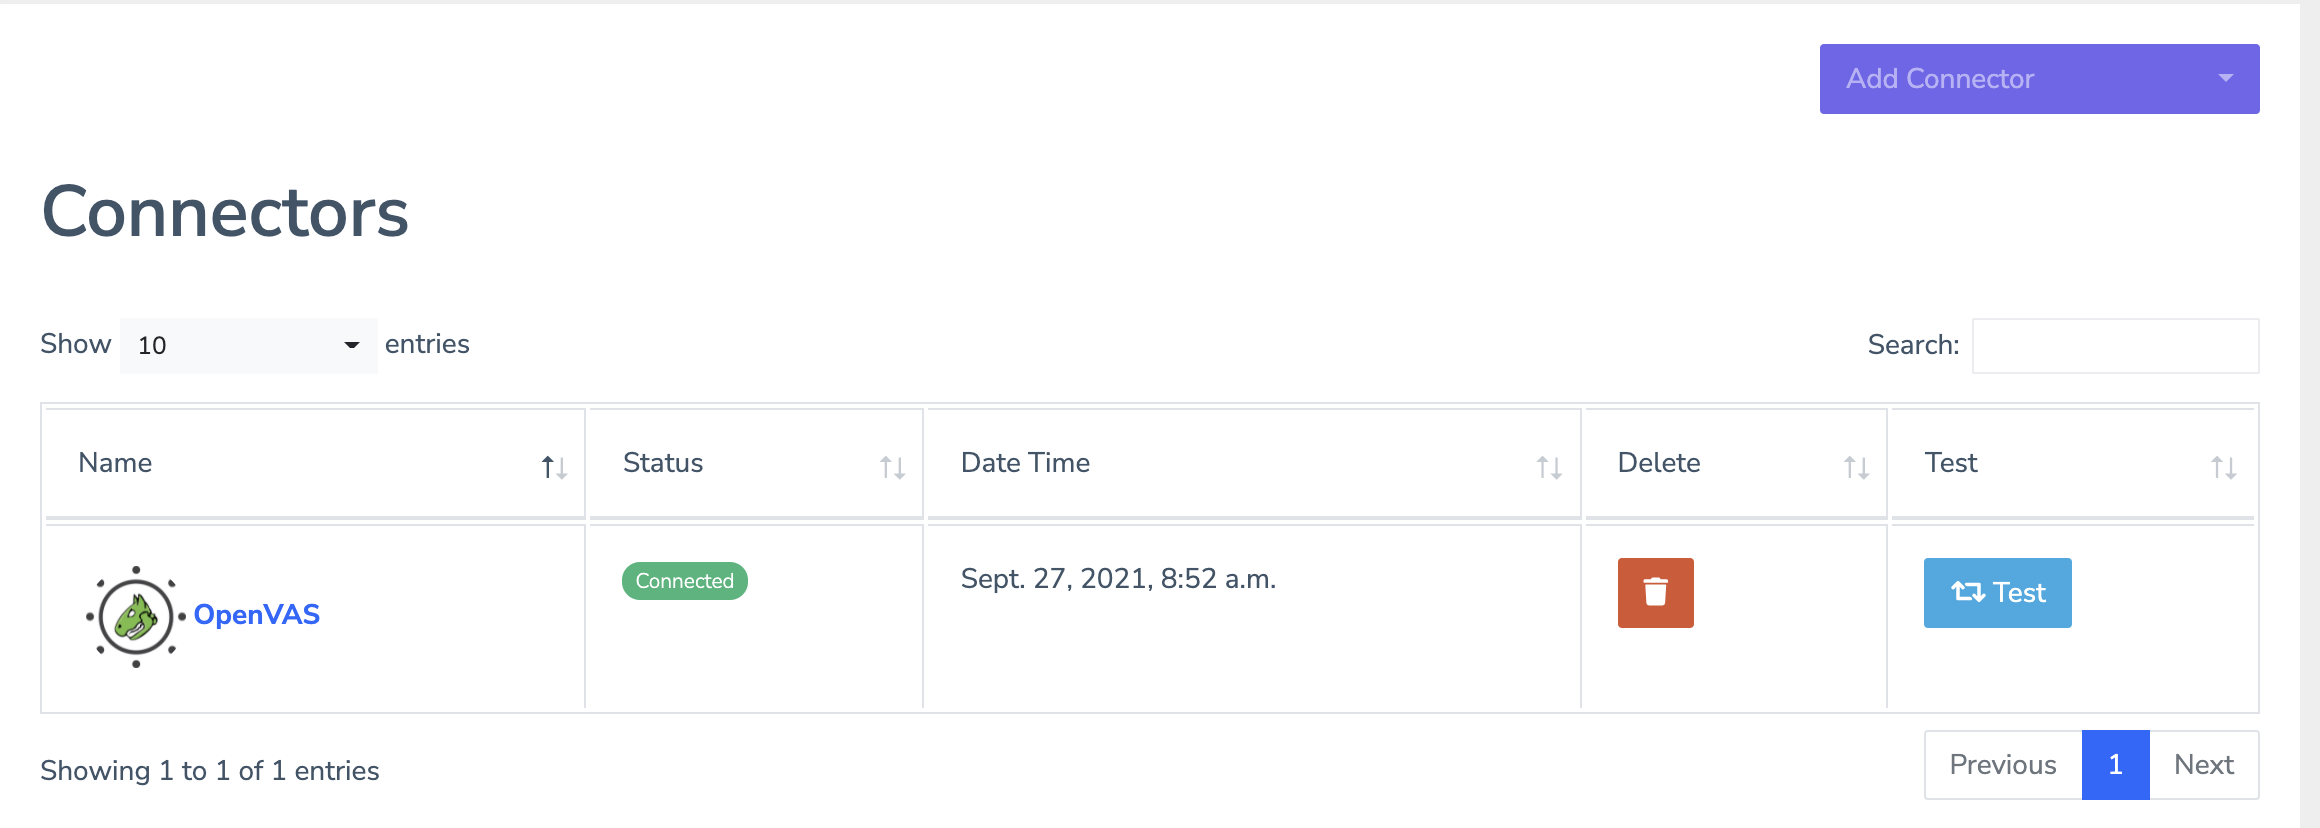 Add Connector
Connectors
Show 10 entries
Search:
Name Status Date Time Delete Test
OpenVAS Connected Sept. 27, 2021, 8:52 a.m. Test
Showing 1 to 1 of 1 entries
Previous 1 Next